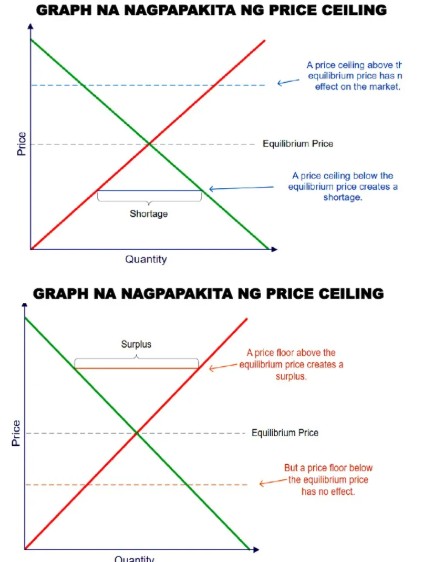 GRAPH NA NAGPAPAKITA NG PRICE CEILING
A price ceiling above th
equilibrium price has n
effect on the market.
Price
Equilibrium Price
A price ceiling below the
equilibrium price creates a
shortage.
Shortage
Quantity
GRAPH NA NAGPAPAKITA NG PRICE CEILING
Surplus
A price floor above the
equilibrium price creates a
surplus.
Price
Equilibrium Price
But a price floor below
the equilibrium price
has no effect.
Quantity